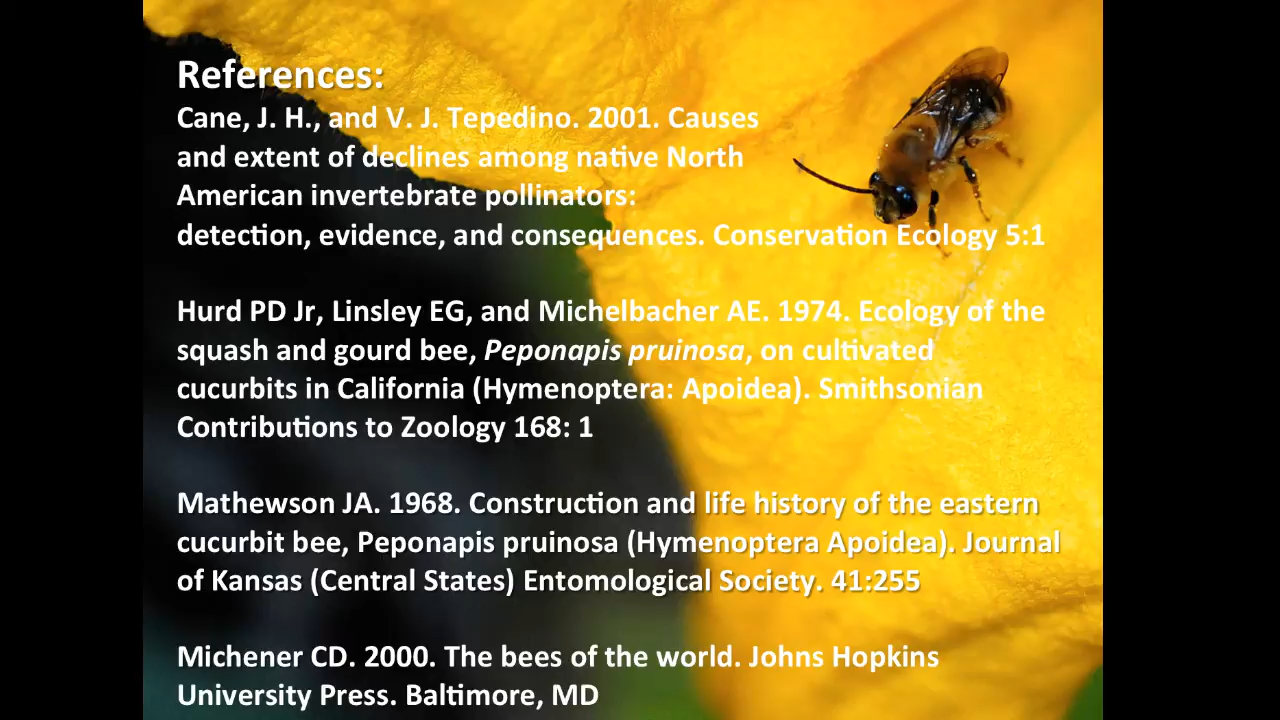 References:
Cane, J. H., and V. J. Tepedino. 2001. Causes
and extent of declines among native North
American invertebrate pollinators:
detection, evidence, and consequences. Conservation Ecology 5:1
Hurd PD Jr, Linsley EG, and Michelbacher AE. 1974. Ecology of the
squash and gourd bee, Peponapis pruinosa, on cultivated
cucurbits in California (Hymenoptera: Apoidea). Smithsonian
Contributions to Zoology 168: 1
Mathewson JA. 1968. Construction and life history of the eastern
cucurbit bee, Peponapis pruinosa (Hymenoptera Apoidea). Journal
of Kansas (Central States) Entomological Society. 41:255
Michener CD. 2000. The bees of the world. Johns Hopkins
University Press. Baltimore, MD